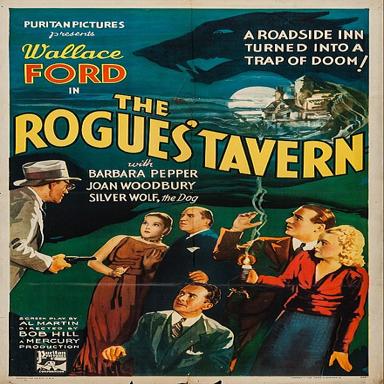 PURITAN PICTURES
presents
Wallace
FORD
IN
A ROADSIDE INN
TURNED INTO A
TRAP OF DOOM!
THE
ROGUES' TAVERN
with
BARBARA PEPPER
JOAN WOODBURY
SILVER WOLF, the Dog
SCREEN PLAY BY
AL MARTIN
DIRECTED BY
BOB HILL
A MERCURY
PRODUCTION
Puritan